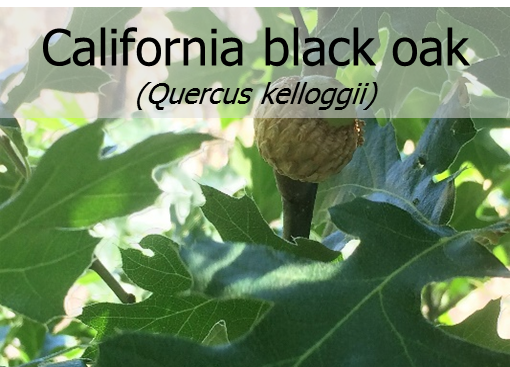 California black oak
(Quercus kelloggii)